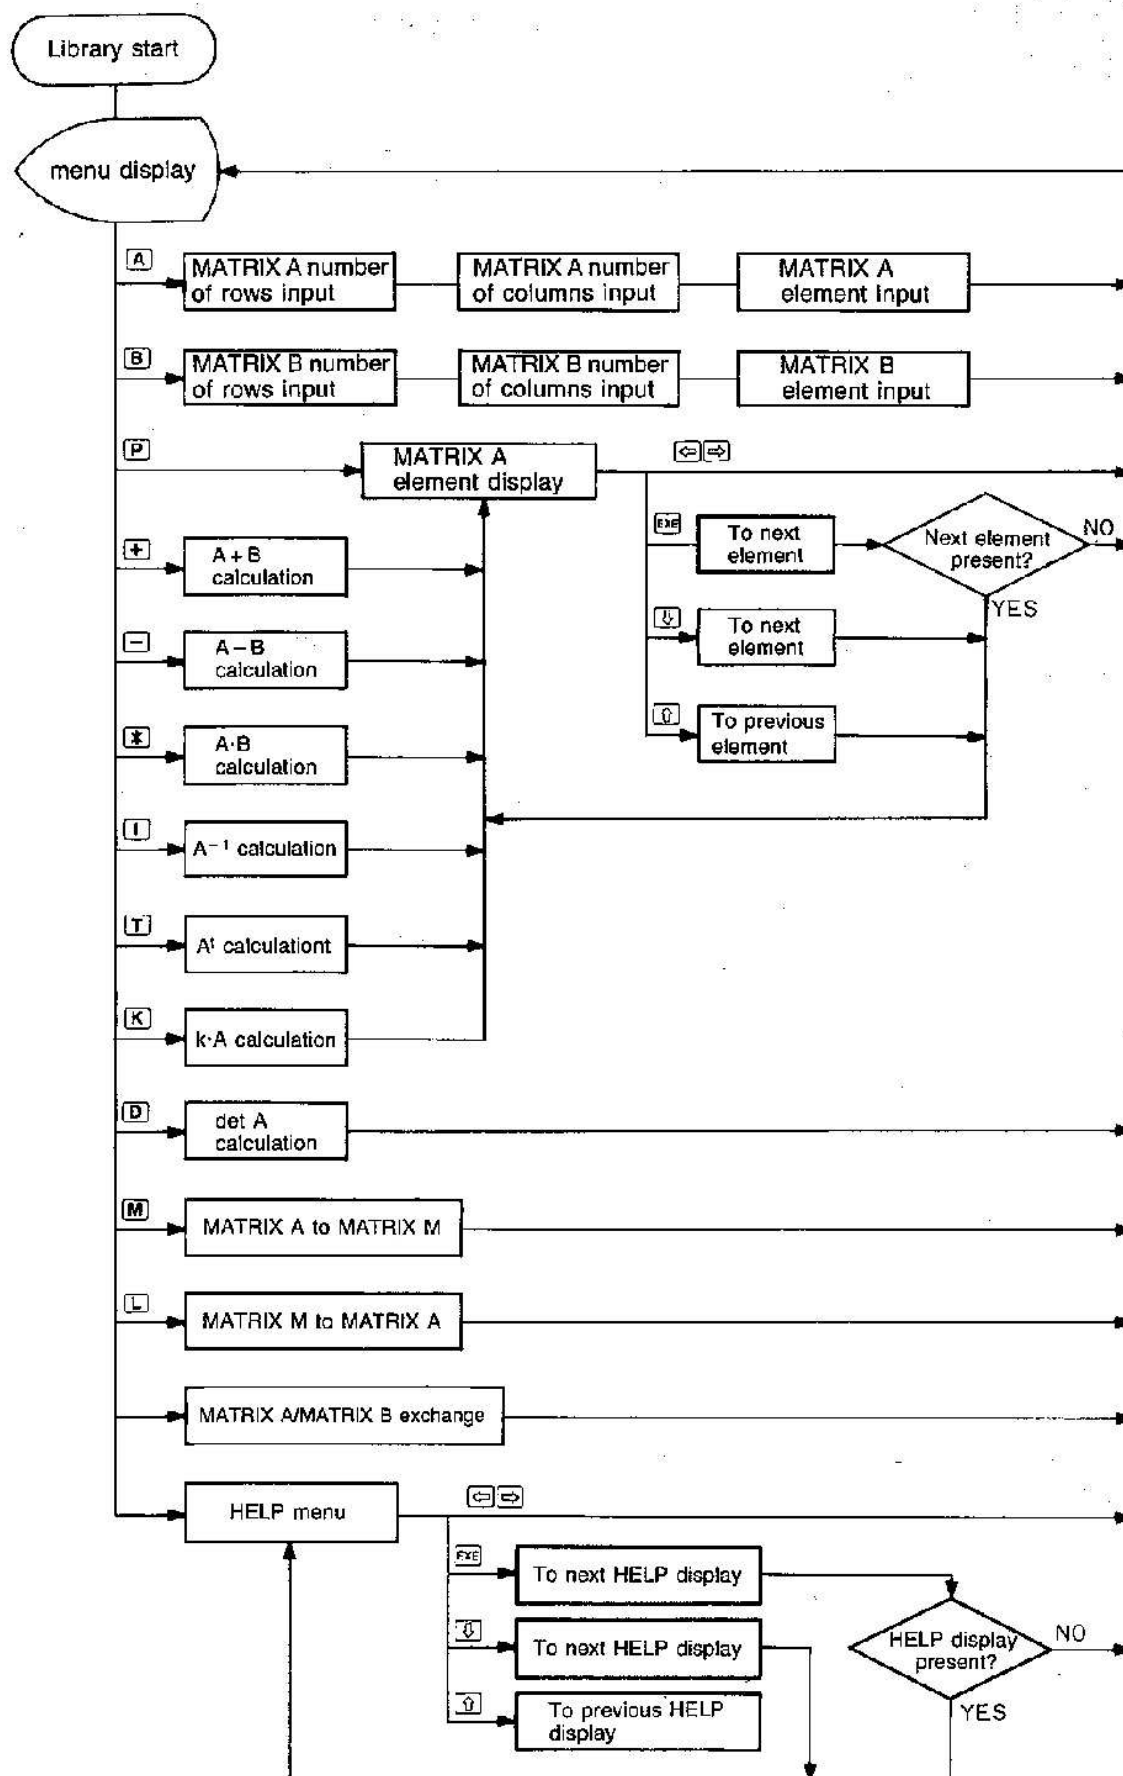 Library start
menu display
A
MATRIX A number
of rows input
MATRIX A number
of columns input
MATRIX A
element input
B
MATRIX B number
of rows input
MATRIX B number
of columns input
MATRIX B
element input
P
MATRIX A
element display
⇦ ⇨
EXE
To next
element
Next element
present?
NO
YES
⇩
To next
element
⇧
To previous
element
+
A + B
calculation
−
A − B
calculation
*
A·B
calculation
I
A⁻¹ calculation
T
Aᵗ calculationt
K
k·A calculation
D
det A
calculation
M
MATRIX A to MATRIX M
L
MATRIX M to MATRIX A
MATRIX A/MATRIX B exchange
HELP menu
⇦ ⇨
EXE
To next HELP display
HELP display
present?
NO
YES
⇩
To next HELP display
⇧
To previous HELP
display